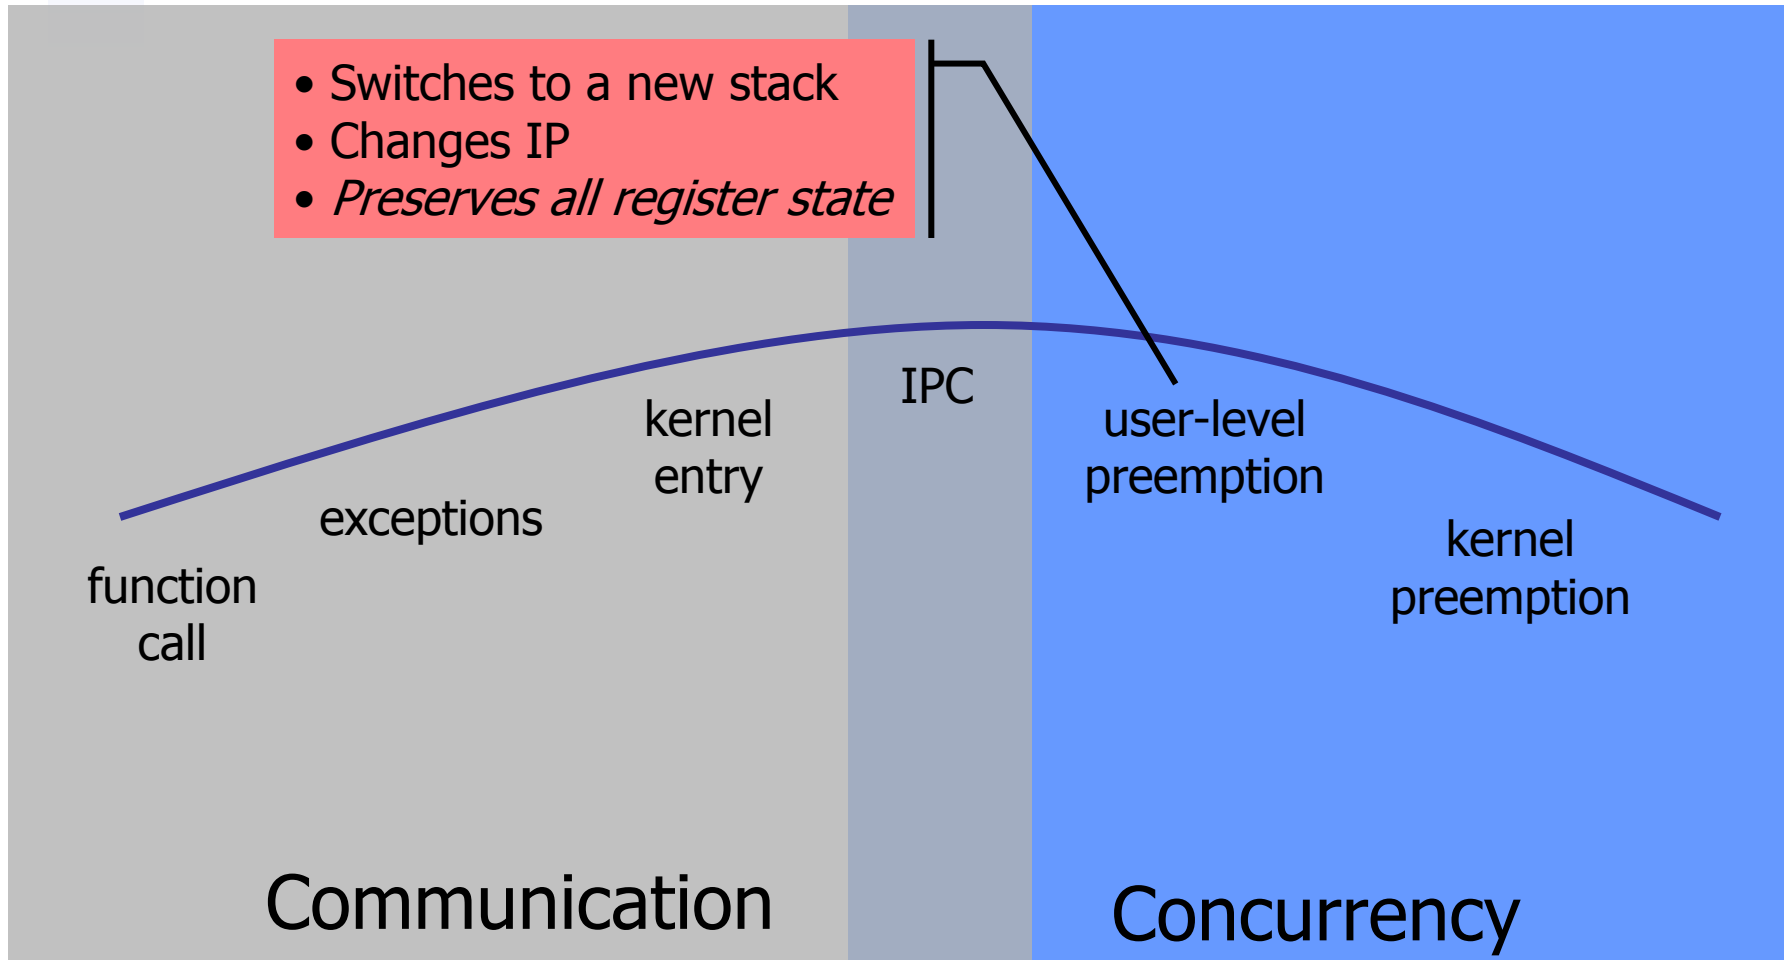 • Switches to a new stack
• Changes IP
• Preserves all register state
IPC
kernel
entry
user-level
preemption
exceptions
kernel
preemption
function
call
Communication
Concurrency